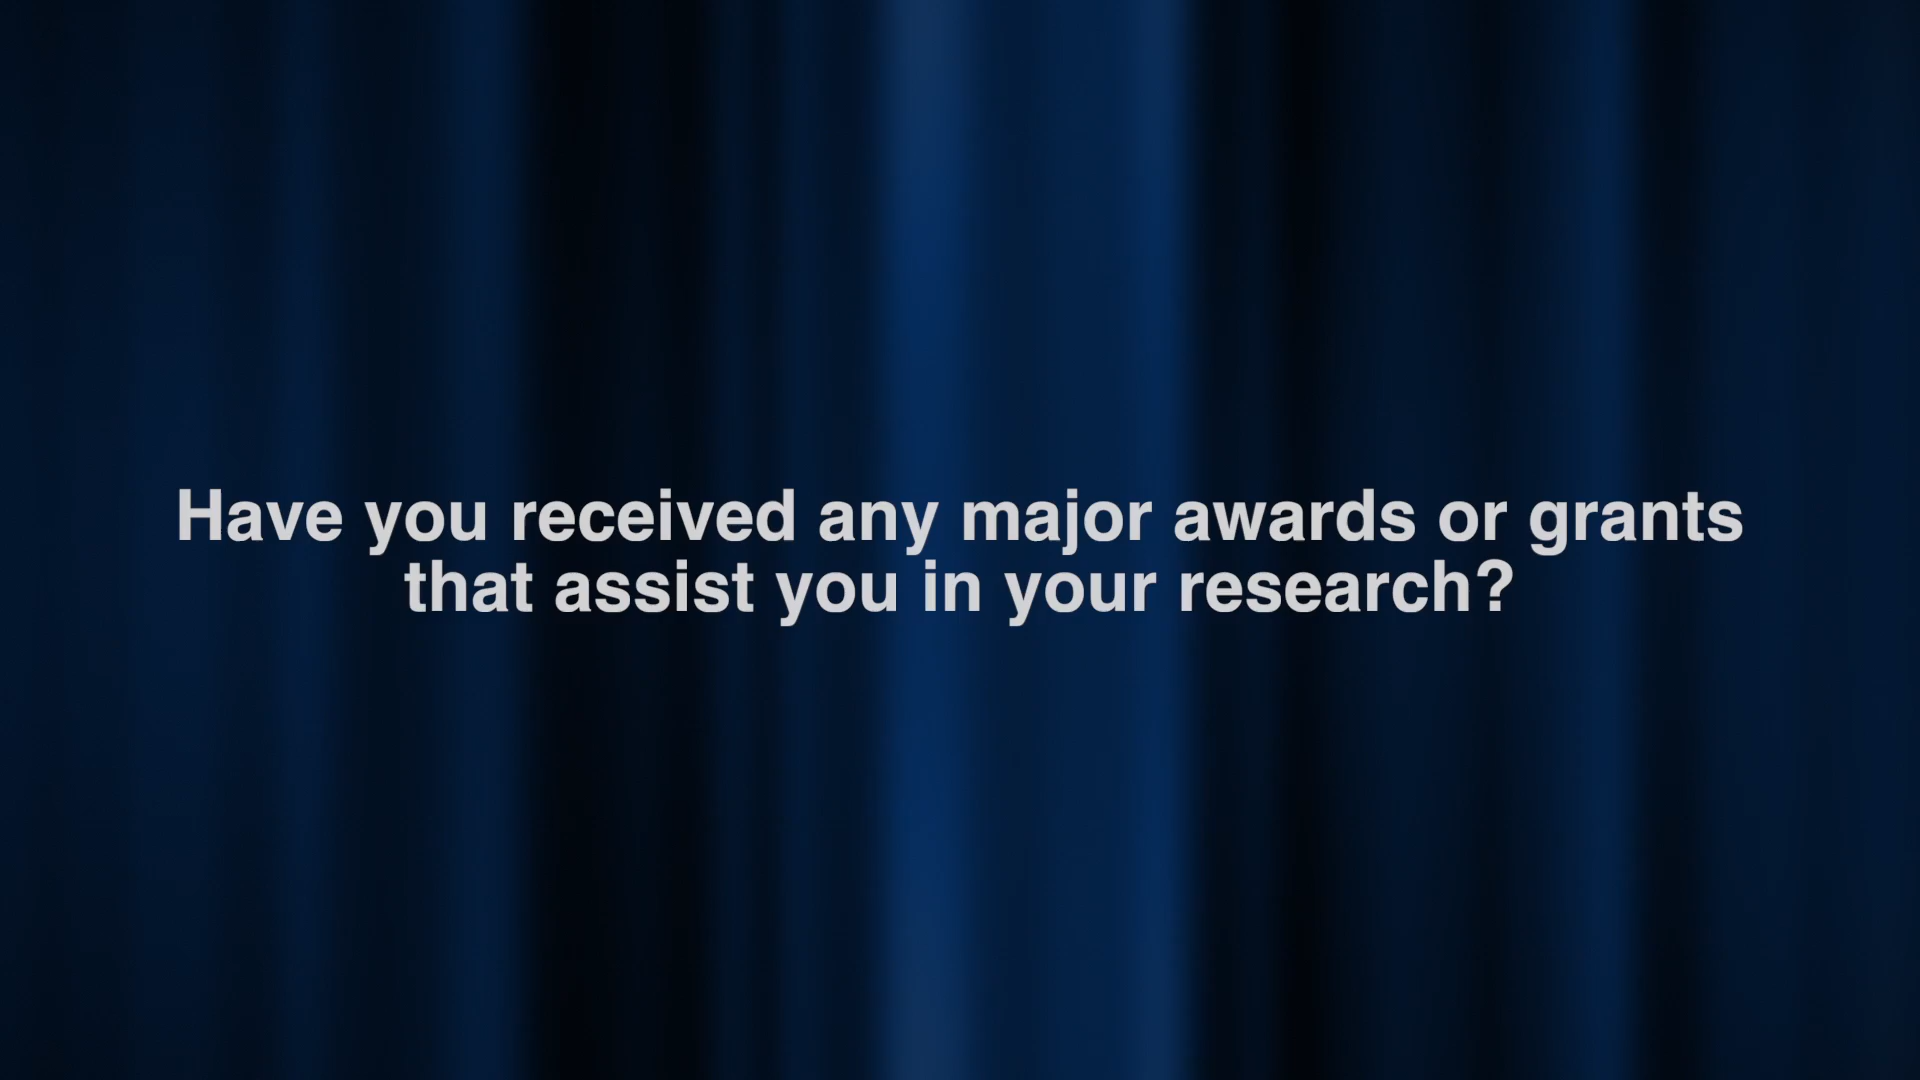 Have you received any major awards or grants
that assist you in your research?